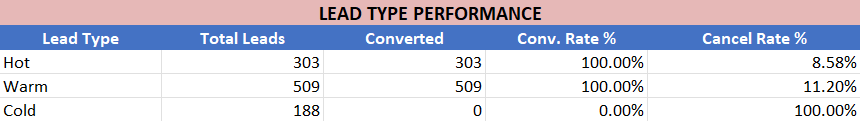 LEAD TYPE PERFORMANCE
Lead Type Total Leads Converted Conv. Rate % Cancel Rate %
Hot 303 303 100.00% 8.58%
Warm 509 509 100.00% 11.20%
Cold 188 0 0.00% 100.00%